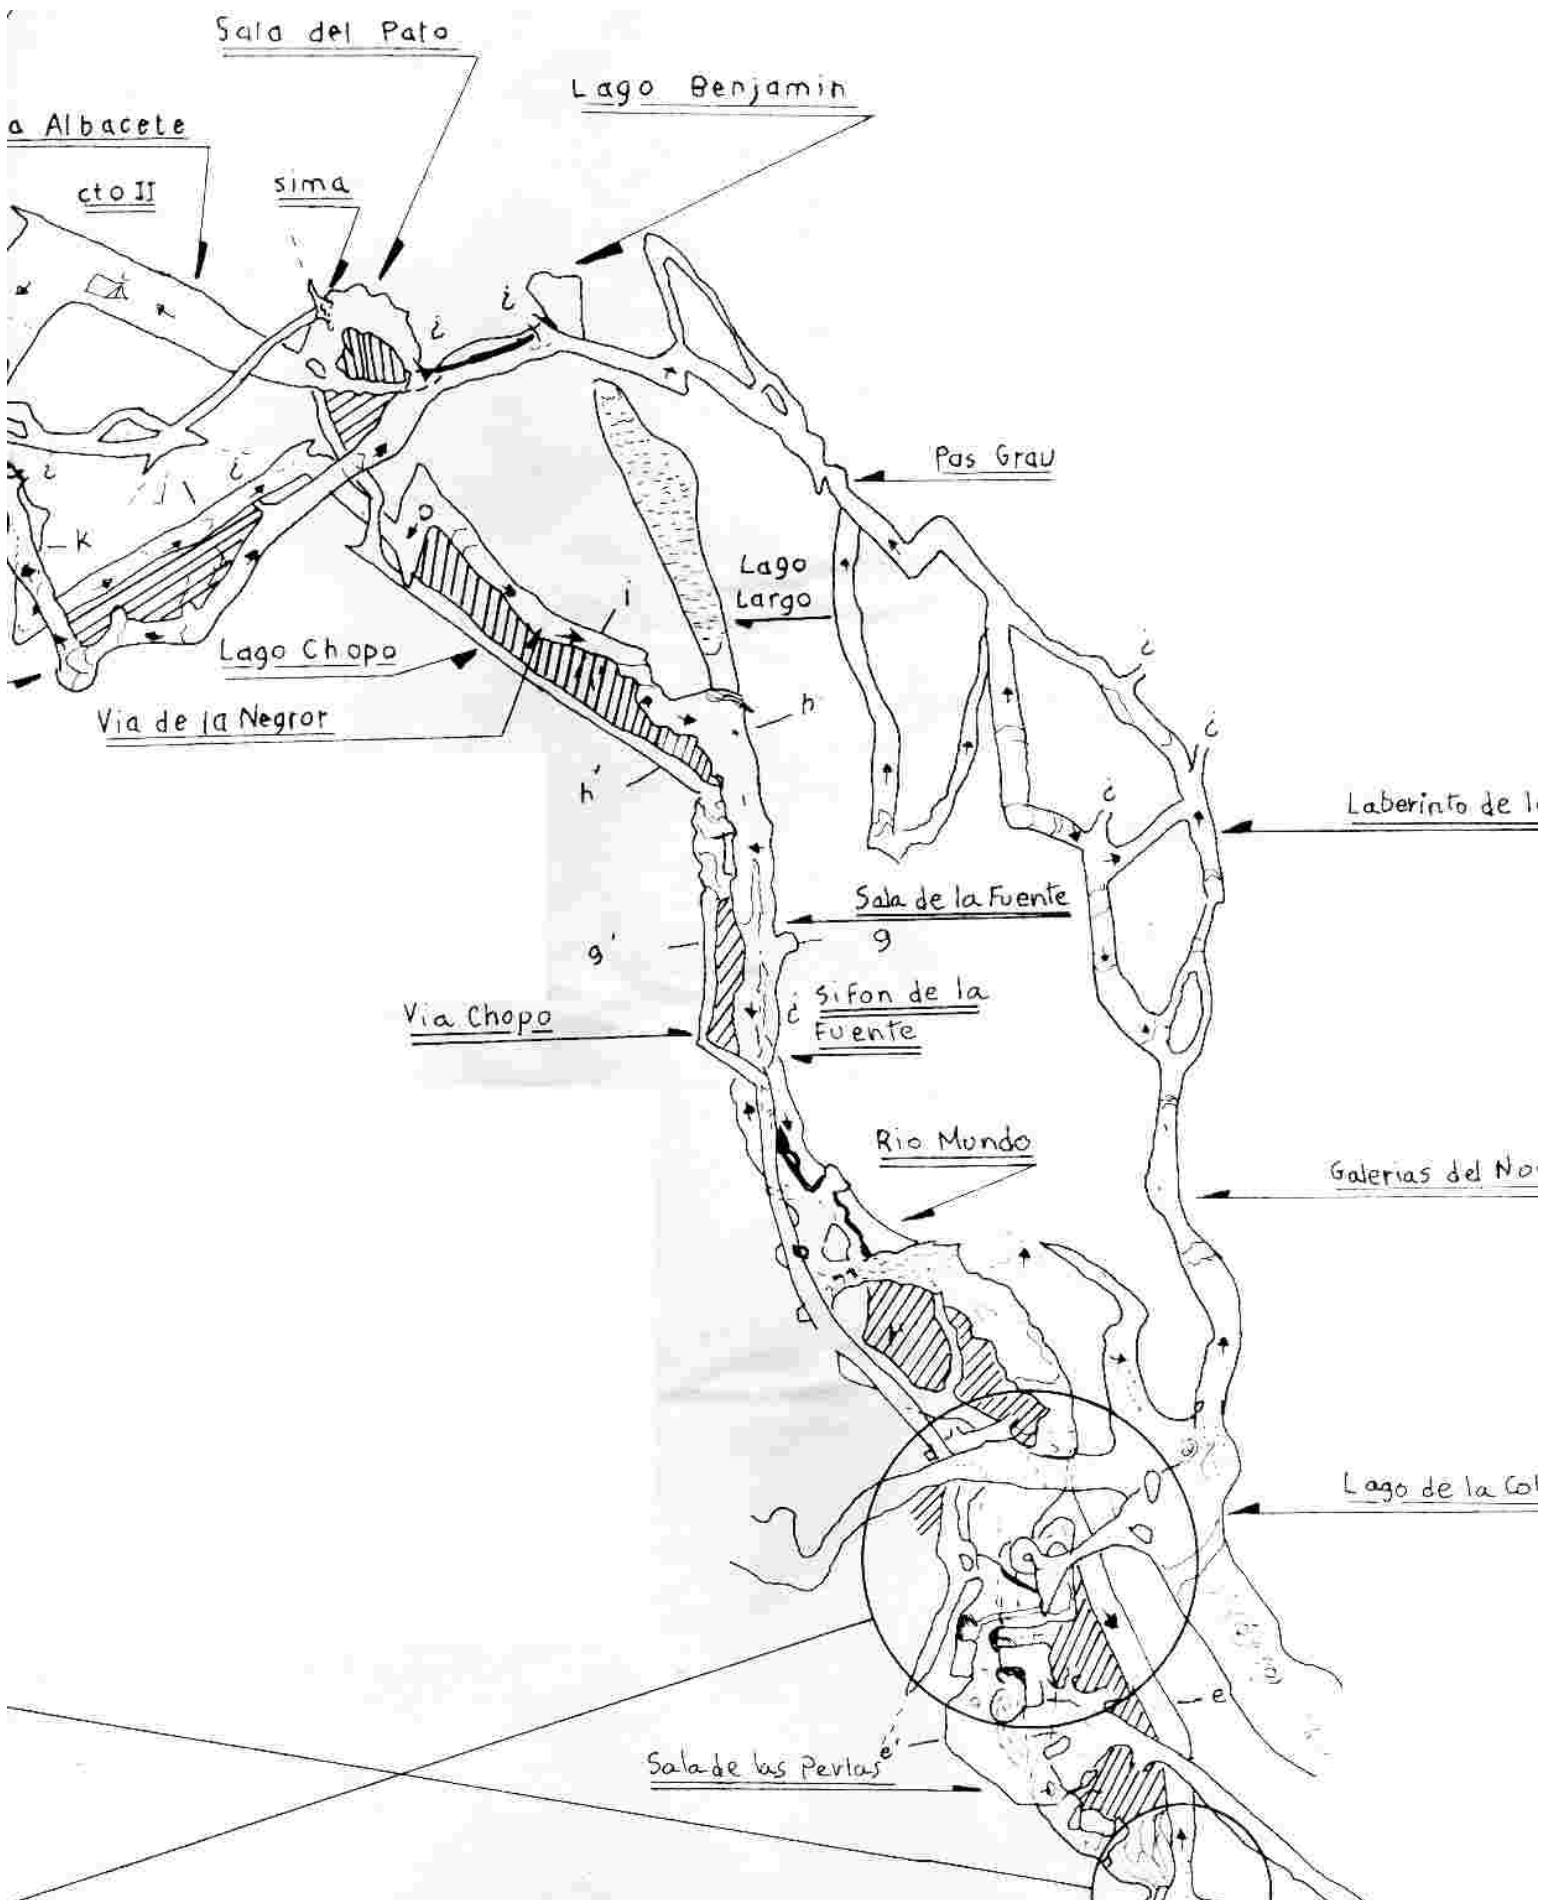 Sala del Pato
Lago Benjamin
a Albacete
cto II
sima
¿
¿
Pas Grau
¿
¿
K
Lago
Largo
i
Lago Chopo
Via de la Negror
h
h'
¿
¿
¿
Laberinto de l
Sala de la Fuente
g'
g
¿
Sifon de la
Fuente
Via Chopo
Rio Mundo
Galerias del No
Lago de la Col
e
e'
Sala de las Perlas